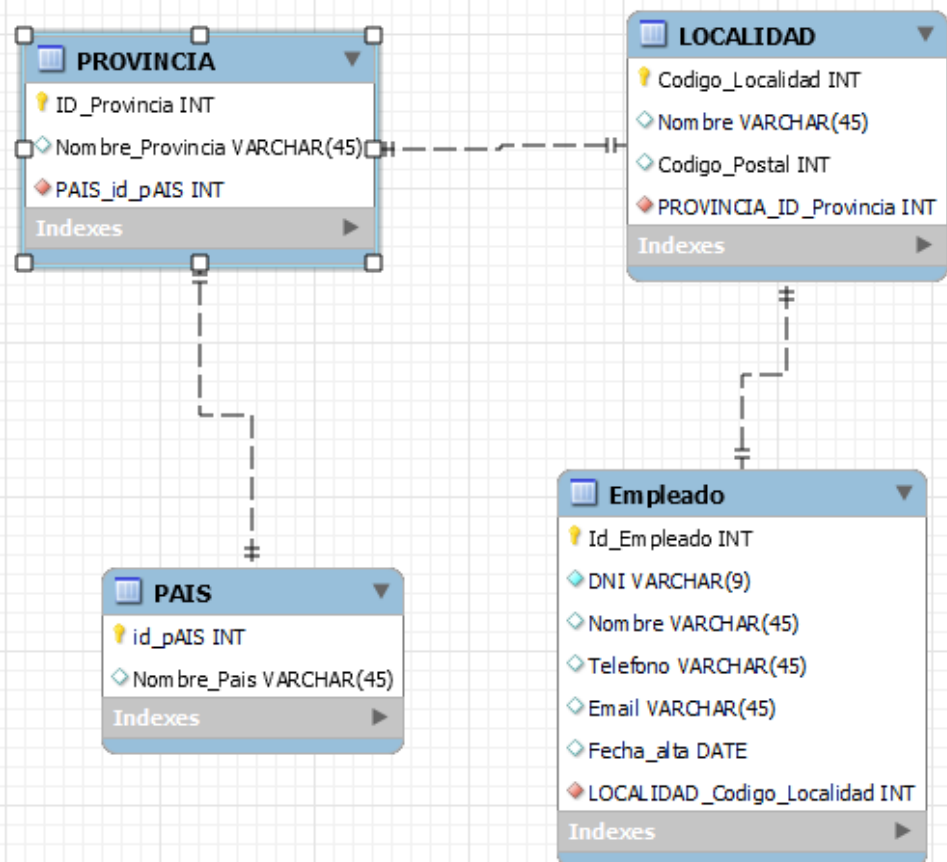 PROVINCIA
ID_Provincia INT
Nombre_Provincia VARCHAR(45)
PAIS_id_pAIS INT
Indexes
LOCALIDAD
Codigo_Localidad INT
Nombre VARCHAR(45)
Codigo_Postal INT
PROVINCIA_ID_Provincia INT
Indexes
PAIS
id_pAIS INT
Nombre_Pais VARCHAR(45)
Indexes
Empleado
Id_Empleado INT
DNI VARCHAR(9)
Nombre VARCHAR(45)
Telefono VARCHAR(45)
Email VARCHAR(45)
Fecha_alta DATE
LOCALIDAD_Codigo_Localidad INT
Indexes